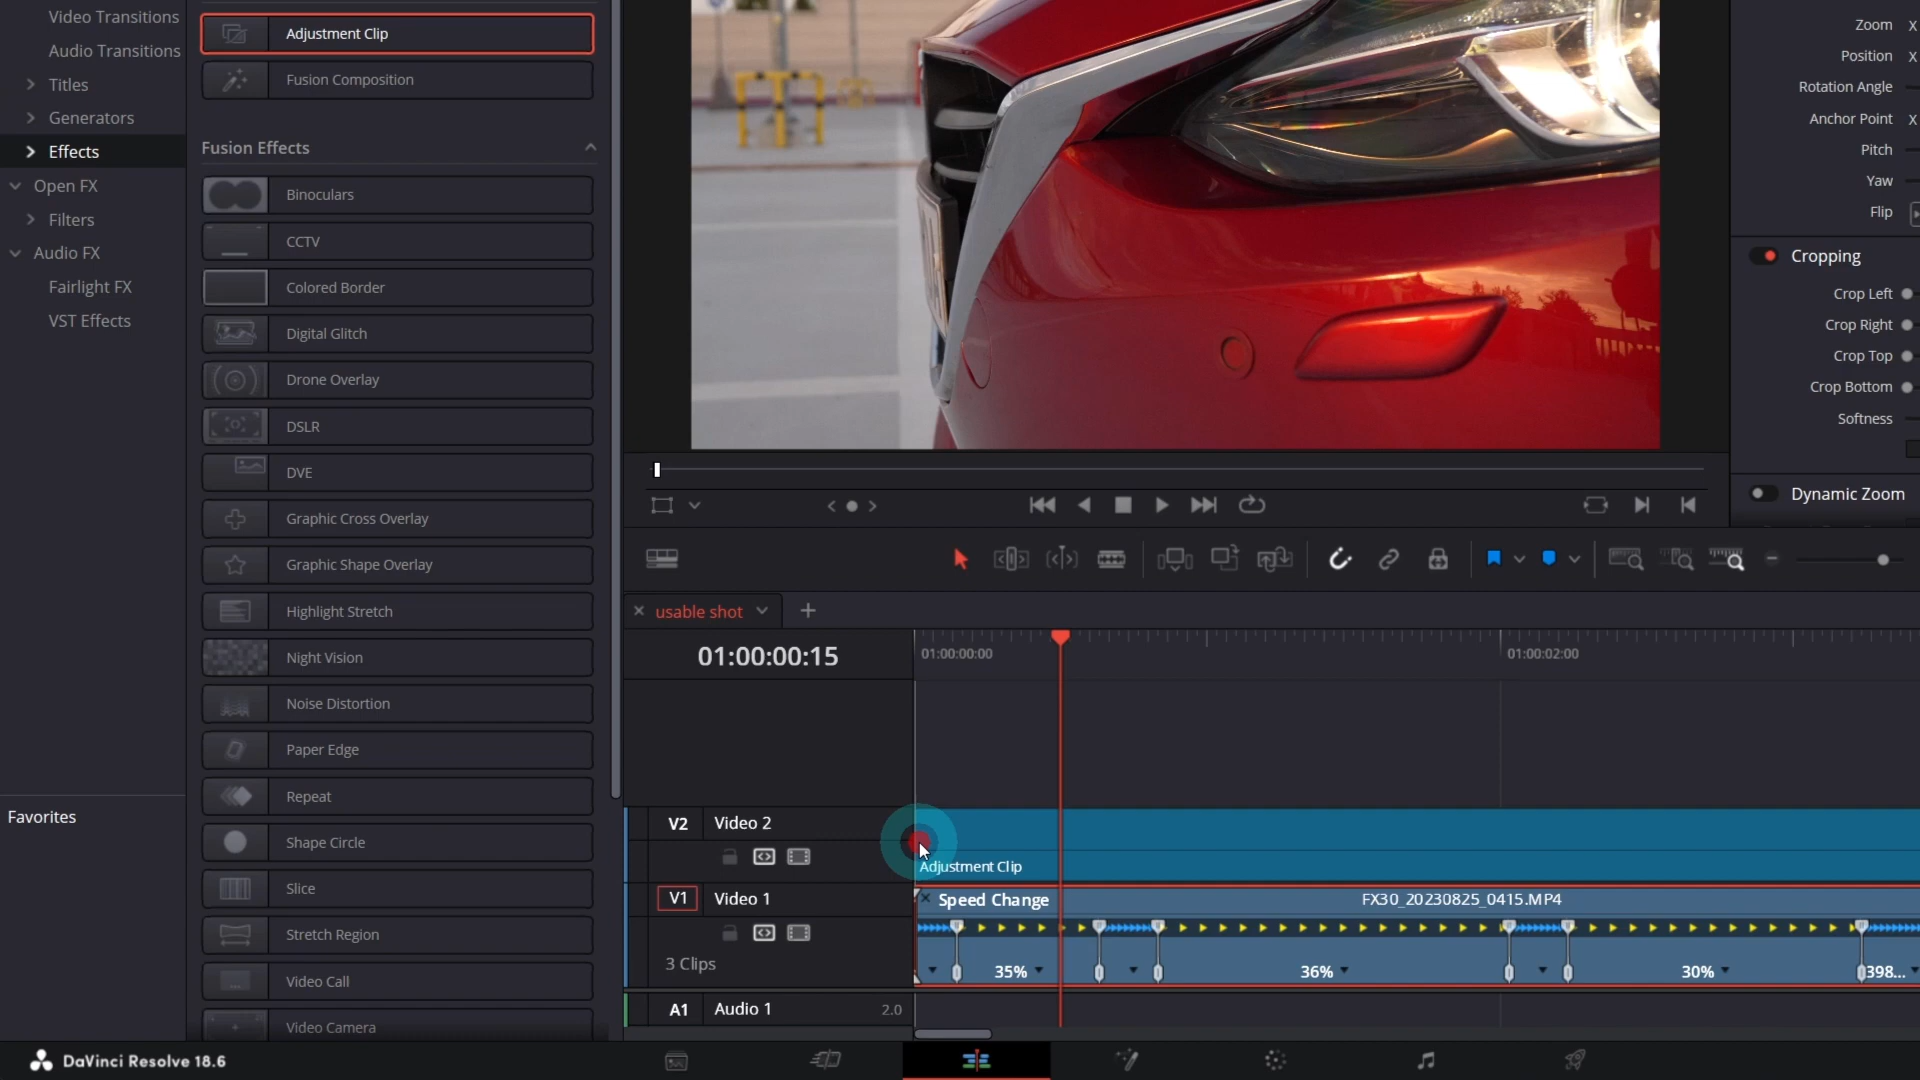 Video Transitions
Audio Transitions
Titles
Generators
Effects
Open FX
Filters
Audio FX
Fairlight FX
VST Effects
Favorites
Adjustment Clip
Fusion Composition
Fusion Effects
Binoculars
CCTV
Colored Border
Digital Glitch
Drone Overlay
DSLR
DVE
Graphic Cross Overlay
Graphic Shape Overlay
Highlight Stretch
Night Vision
Noise Distortion
Paper Edge
Repeat
Shape Circle
Slice
Stretch Region
Video Call
Video Camera
Zoom X
Position X
Rotation Angle
Anchor Point X
Pitch
Yaw
Flip
Cropping
Crop Left
Crop Right
Crop Top
Crop Bottom
Softness
Dynamic Zoom
usable shot
01:00:00:15
01:00:00:00
01:00:02:00
V2 Video 2
Adjustment Clip
V1 Video 1
Speed Change
FX30_20230825_0415.MP4
3 Clips
35%
36%
30%
398...
A1 Audio 1 2.0
DaVinci Resolve 18.6